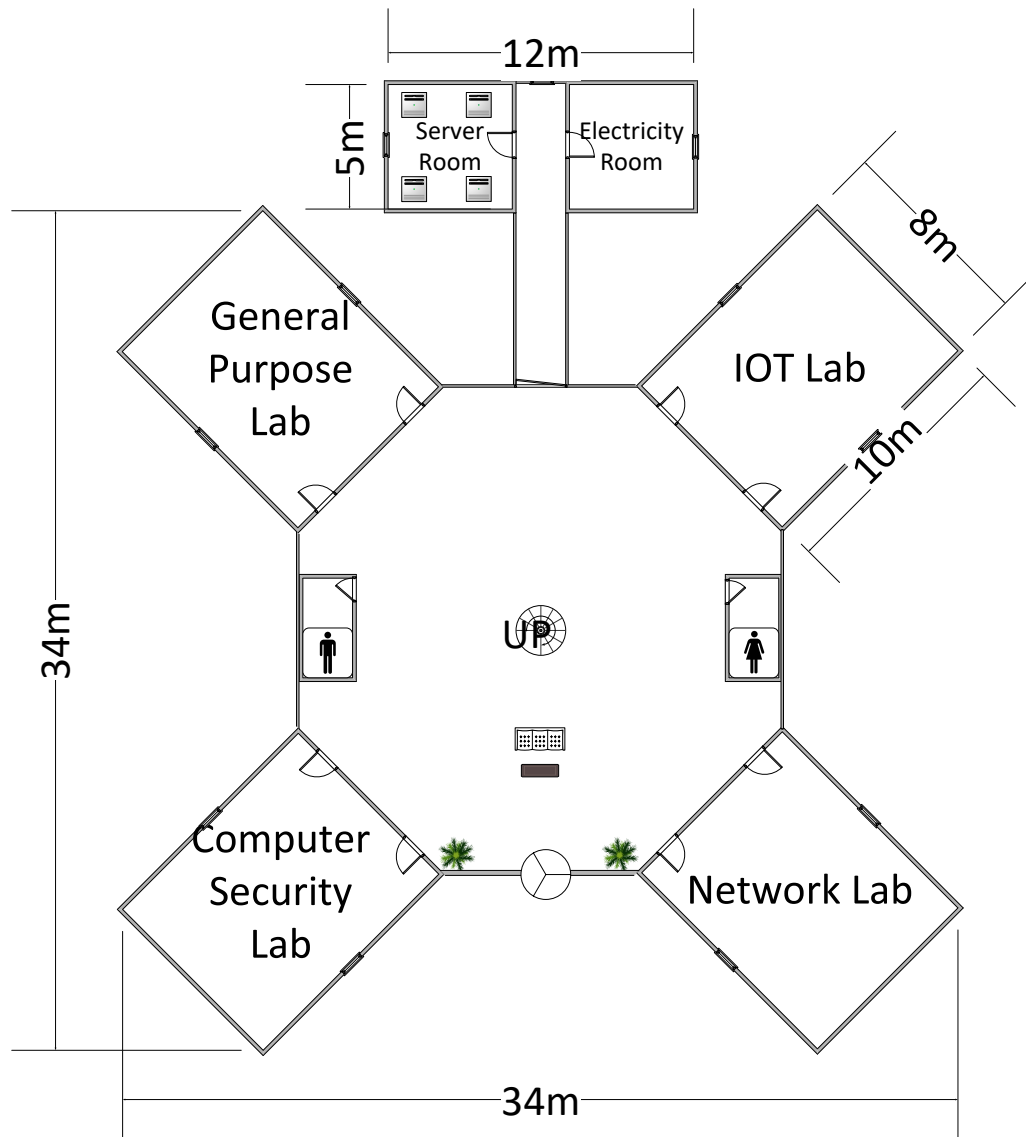 12m
5m
Server
Room
Electricity
Room
8m
General
Purpose
Lab
IOT Lab
10m
34m
UP
Computer
Security
Lab
Network Lab
34m